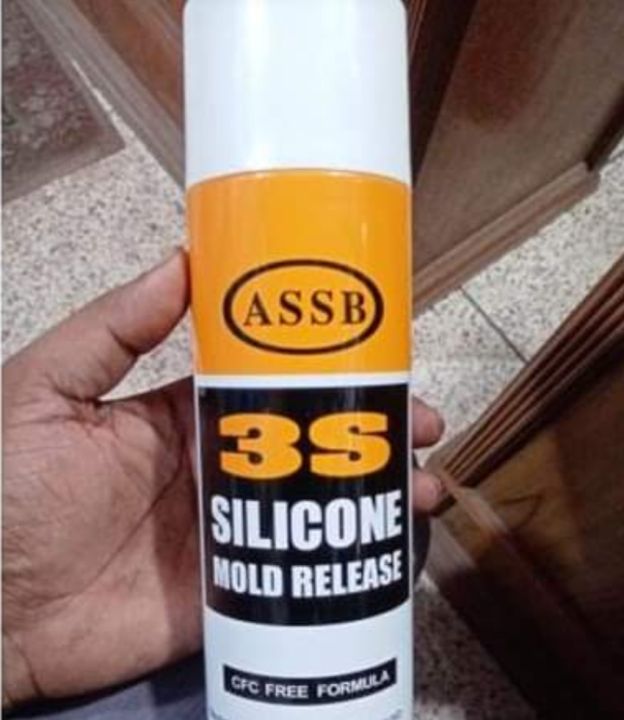 ASSB
3S
SILICONE
MOLD RELEASE
CFC FREE FORMULA